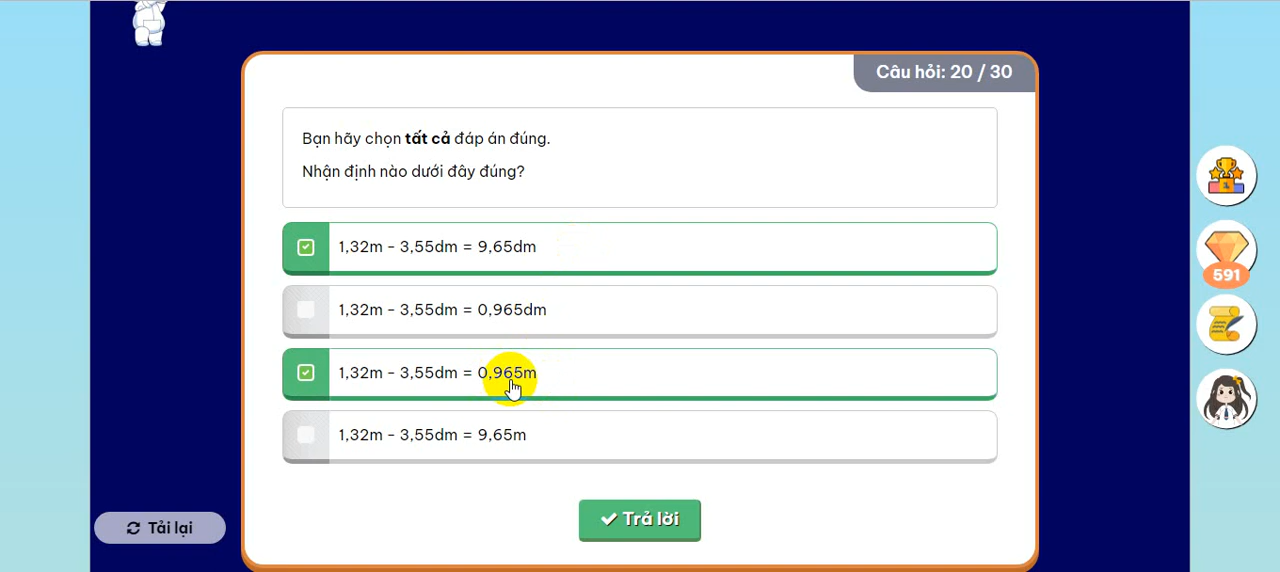 Câu hỏi: 20 / 30
Bạn hãy chọn tất cả đáp án đúng.
Nhận định nào dưới đây đúng?
1,32m - 3,55dm = 9,65dm
1,32m - 3,55dm = 0,965dm
1,32m - 3,55dm = 0,965m
1,32m - 3,55dm = 9,65m
591
Trả lời
Tải lại